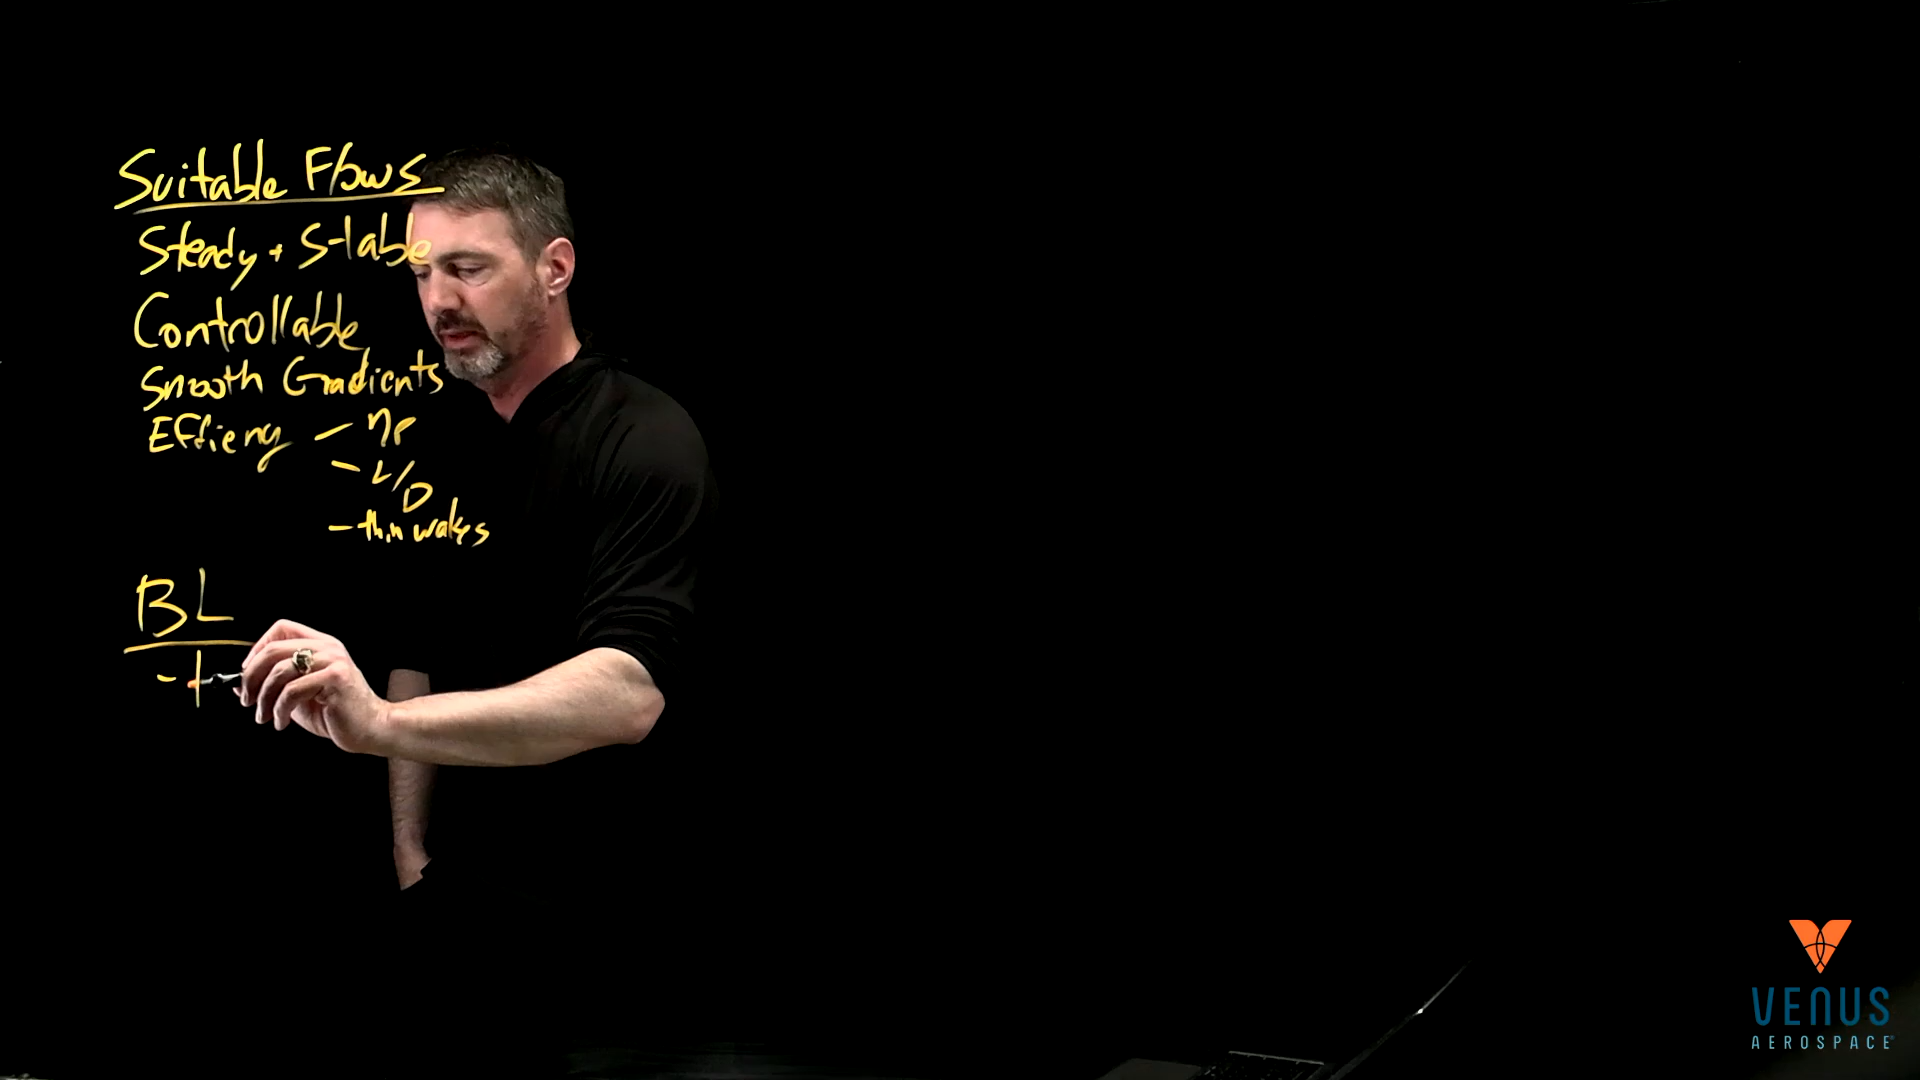 Suitable Flows
Steady + Stable
Controllable
Smooth Gradients
Effieny - ηp
- L/D
- thin wakes
BL
-
VENUS
AEROSPACE